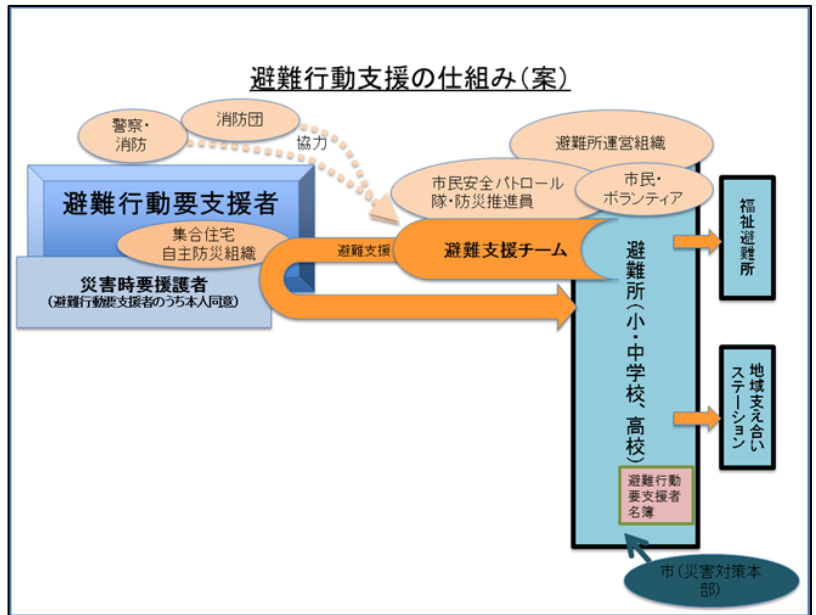 避難行動支援の仕組み(案)
警察・
消防
消防団
協力
避難所運営組織
市民安全パトロール
隊・防災推進員
市民・
ボランティア
避難行動要支援者
集合住宅
自主防災組織
災害時要援護者
(避難行動要支援者のうち本人同意)
避難支援
避難支援チーム
避難所(小・中学校、高校)
福祉避難所
地域支え合い
ステーション
避難行動
要支援者
名簿
市(災害対策本
部)